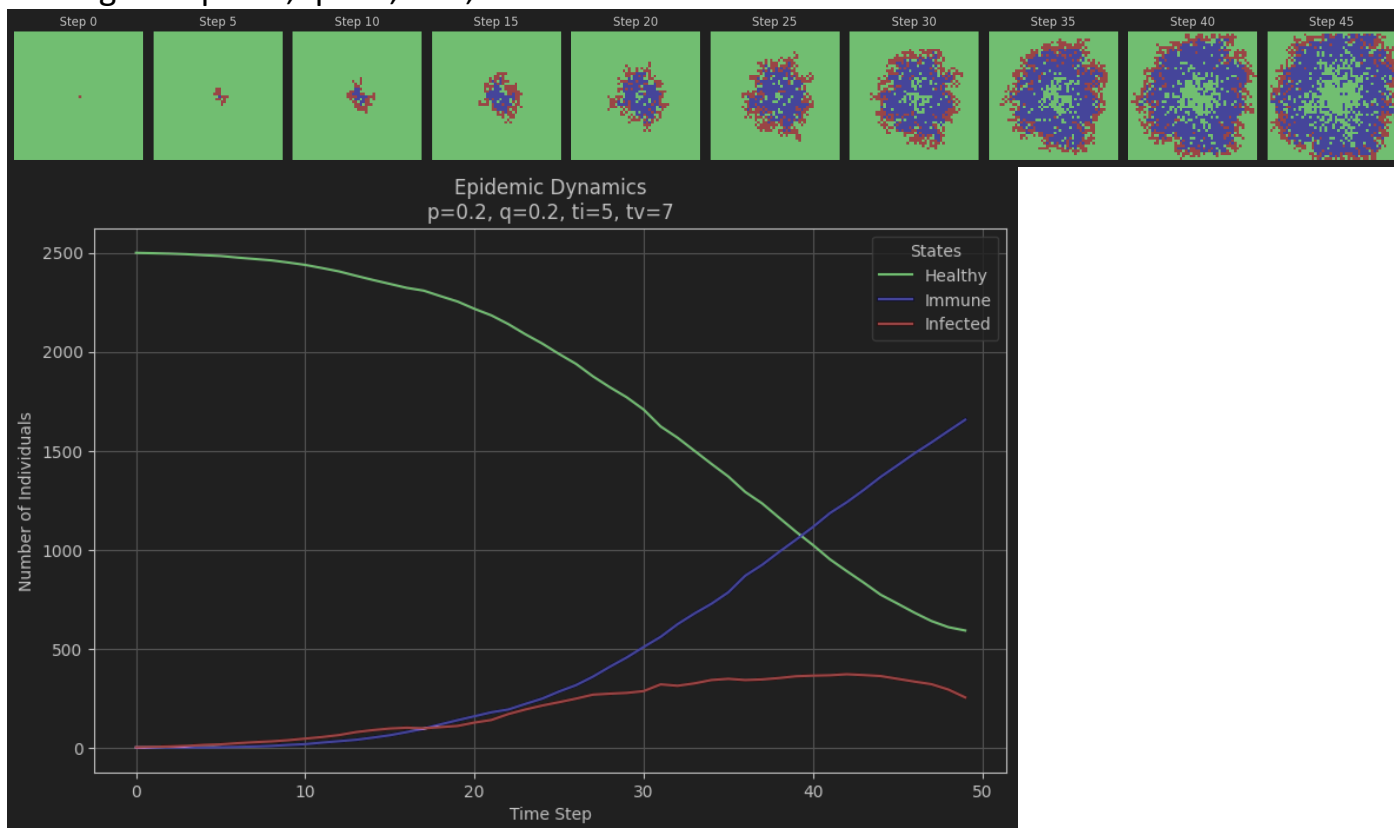 Step 0 Step 5 Step 10 Step 15 Step 20 Step 25 Step 30 Step 35 Step 40 Step 45
Epidemic Dynamics
p=0.2, q=0.2, ti=5, tv=7
States
Healthy
Immune
Infected
Number of Individuals
2500
2000
1500
1000
500
0
0 10 20 30 40 50
Time Step